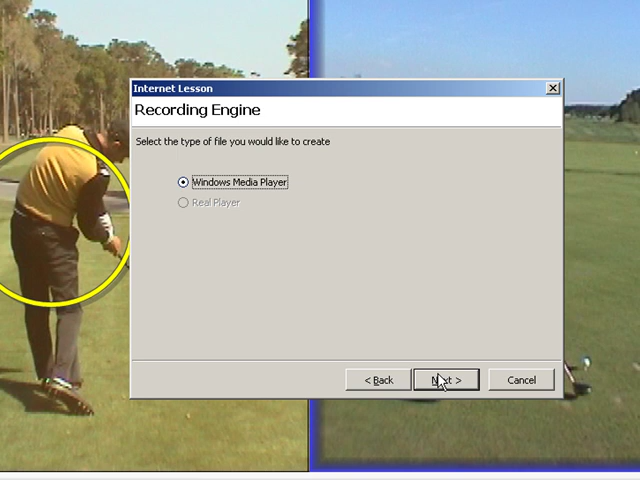 Internet Lesson
Recording Engine
Select the type of file you would like to create
Windows Media Player
Real Player
< Back
Next >
Cancel